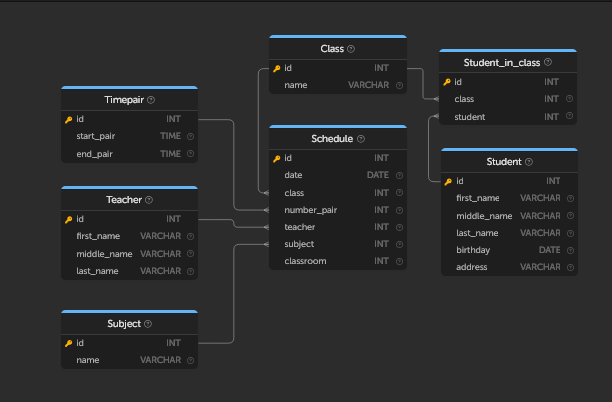 Class
id INT
name VARCHAR
Student_in_class
id INT
class INT
student INT
Timepair
id INT
start_pair TIME
end_pair TIME
Schedule
id INT
date DATE
class INT
number_pair INT
teacher INT
subject INT
classroom INT
Student
id INT
first_name VARCHAR
middle_name VARCHAR
last_name VARCHAR
birthday DATE
address VARCHAR
Teacher
id INT
first_name VARCHAR
middle_name VARCHAR
last_name VARCHAR
Subject
id INT
name VARCHAR